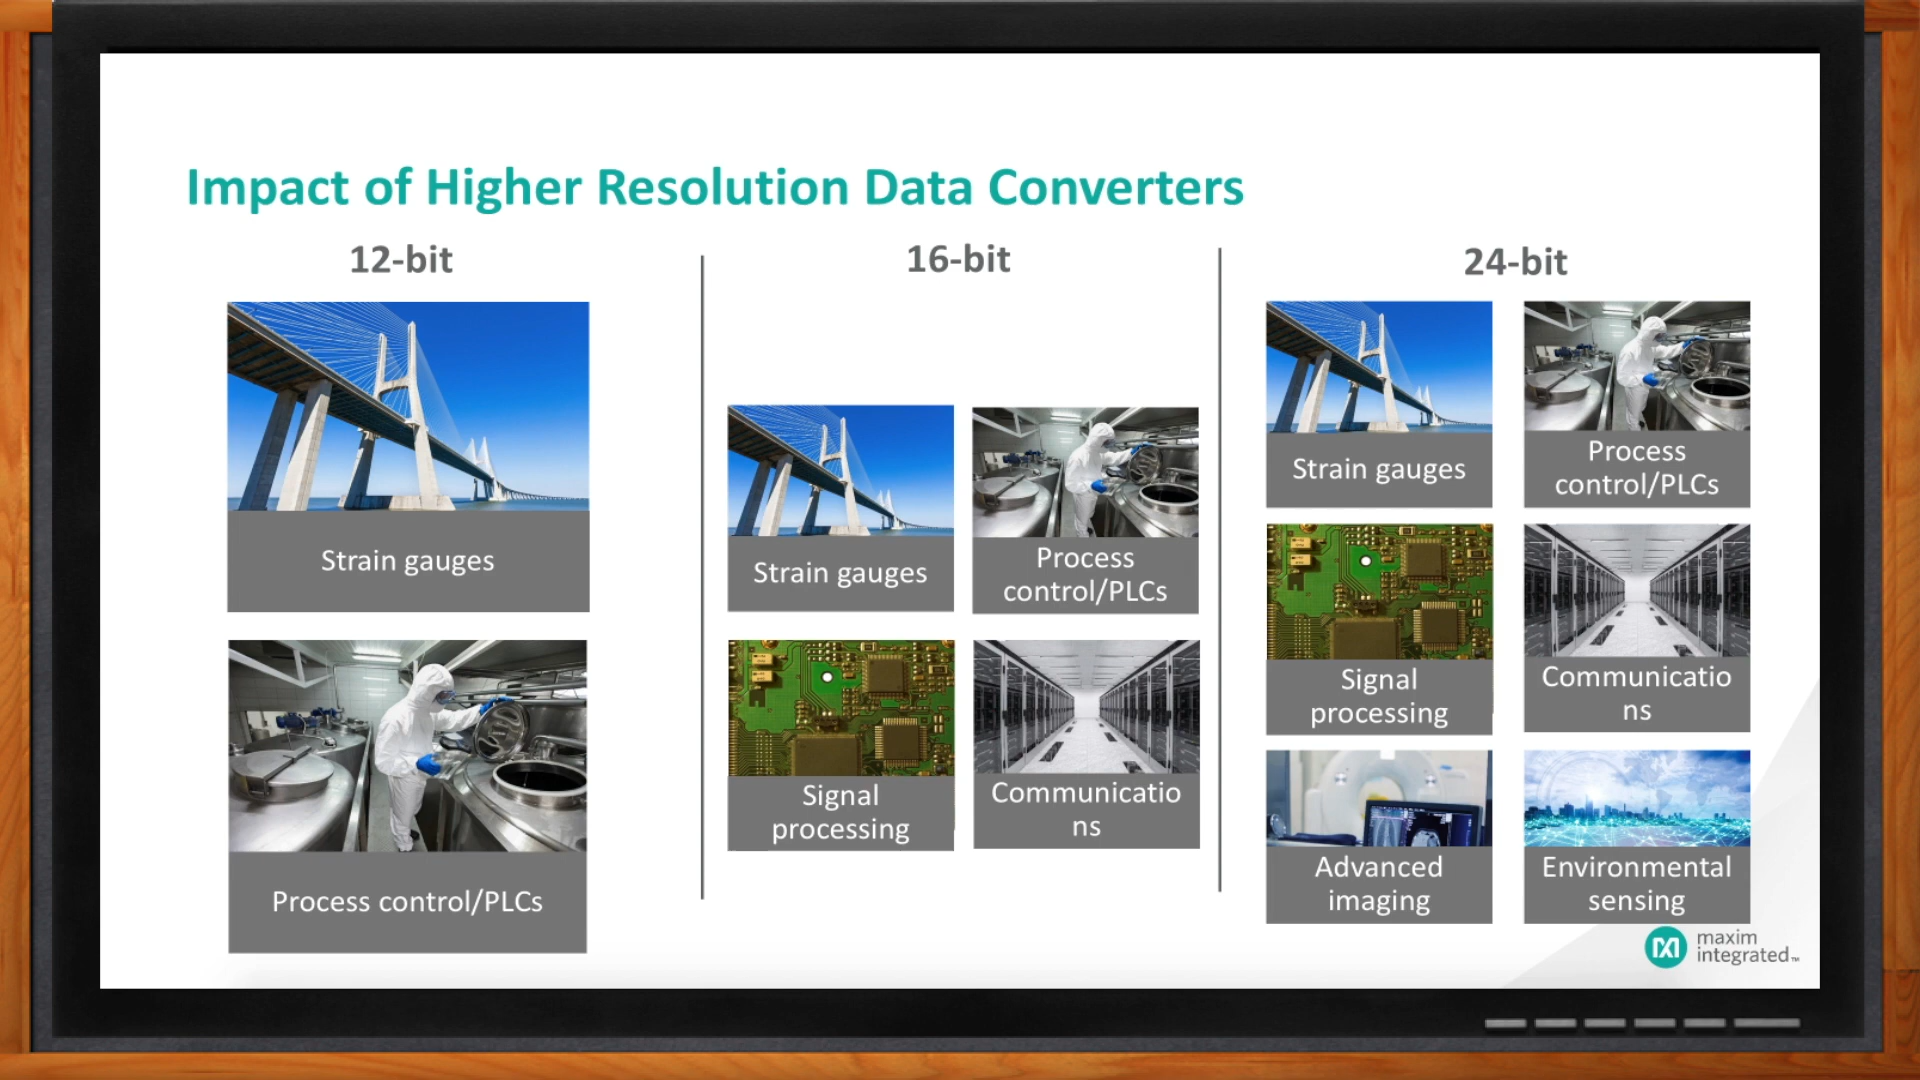 Impact of Higher Resolution Data Converters
12-bit
Strain gauges
Process control/PLCs
16-bit
Strain gauges
Process
control/PLCs
Signal
processing
Communicatio
ns
24-bit
Strain gauges
Process
control/PLCs
Signal
processing
Communicatio
ns
Advanced
imaging
Environmental
sensing
maxim
integrated™